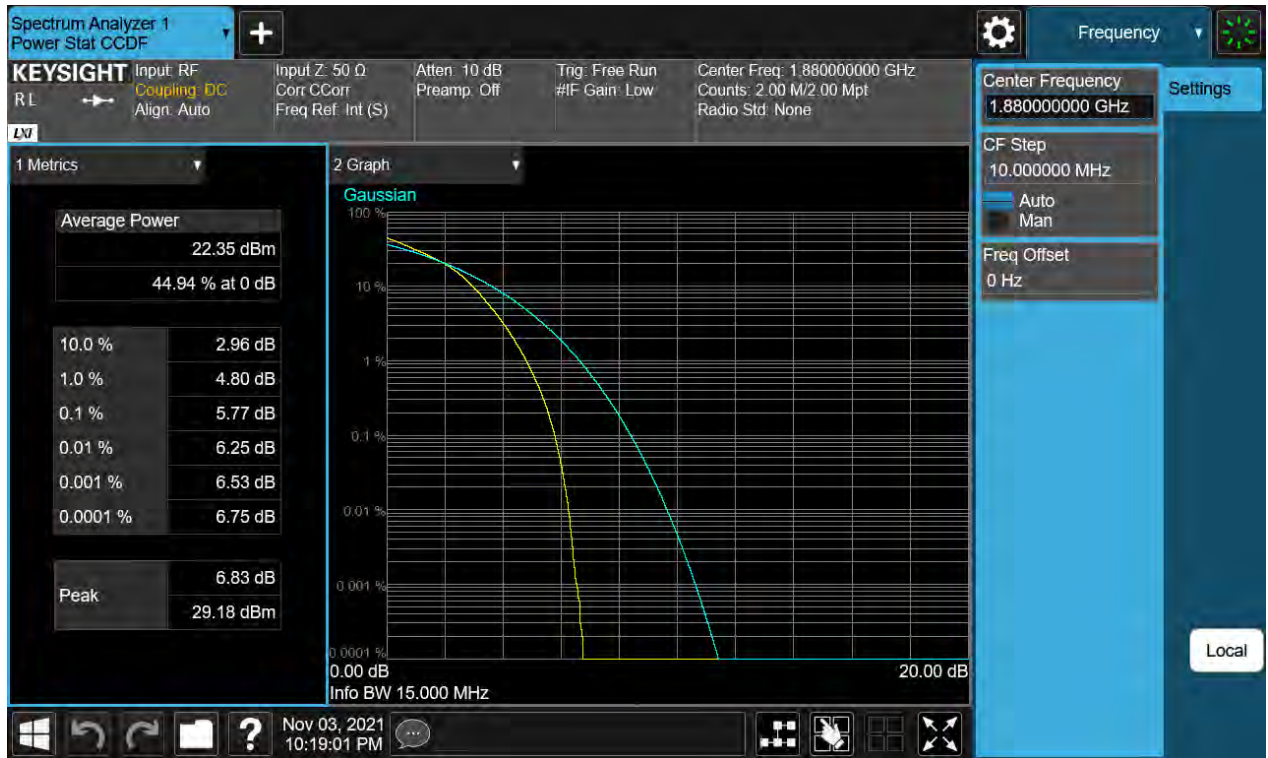 Spectrum Analyzer 1
Power Stat CCDF
+
Frequency
KEYSIGHT
RL
LXI
Input: RF
Coupling: DC
Align: Auto
Input Z: 50 Ω
Corr CCorr
Freq Ref: Int (S)
Atten: 10 dB
Preamp: Off
Trig: Free Run
#IF Gain: Low
Center Freq: 1.880000000 GHz
Counts: 2.00 M/2.00 Mpt
Radio Std: None
Center Frequency
1.880000000 GHz
Settings
CF Step
10.000000 MHz
Auto
Man
Freq Offset
0 Hz
Local
1 Metrics
Average Power
22.35 dBm
44.94 % at 0 dB
10.0 % 2.96 dB
1.0 % 4.80 dB
0.1 % 5.77 dB
0.01 % 6.25 dB
0.001 % 6.53 dB
0.0001 % 6.75 dB
Peak 6.83 dB
29.18 dBm
2 Graph
Gaussian
100 %
10 %
1 %
0.1 %
0.01 %
0.001 %
0.0001 %
0.00 dB 20.00 dB
Info BW 15.000 MHz
?
Nov 03, 2021
10:19:01 PM